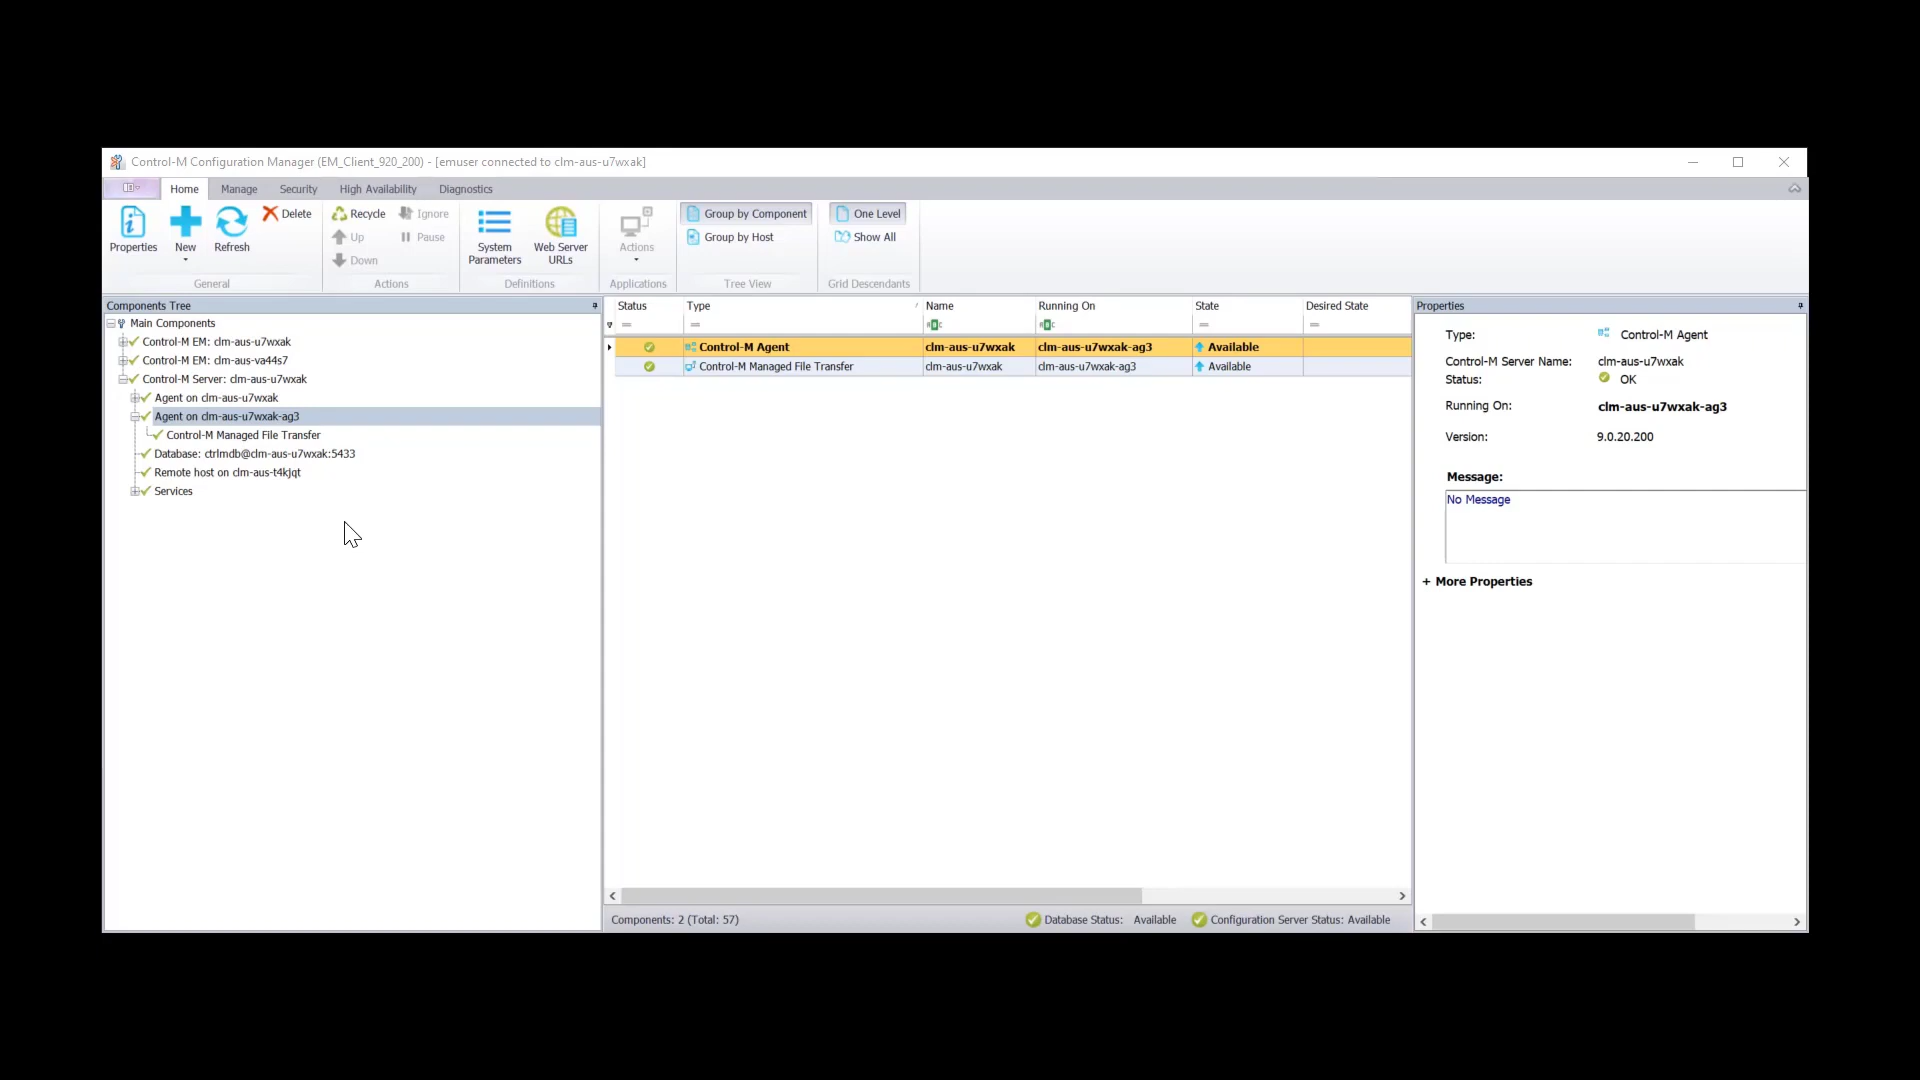 Control-M Configuration Manager (EM_Client_920_200) - [emuser connected to clm-aus-u7wxak]
Home Manage Security High Availability Diagnostics
Properties New Refresh Delete
Recycle Ignore
Up Pause
Down
System Parameters
Web Server URLs
Actions
Group by Component
Group by Host
One Level
Show All
General Actions Definitions Applications Tree View Grid Descendants
Components Tree
Main Components
Control-M EM: clm-aus-u7wxak
Control-M EM: clm-aus-va44s7
Control-M Server: clm-aus-u7wxak
Agent on clm-aus-u7wxak
Agent on clm-aus-u7wxak-ag3
Control-M Managed File Transfer
Database: ctrlmdb@clm-aus-u7wxak:5433
Remote host on clm-aus-t4kjqt
Services
Status Type Name Running On State Desired State
Control-M Agent clm-aus-u7wxak clm-aus-u7wxak-ag3 Available
Control-M Managed File Transfer clm-aus-u7wxak clm-aus-u7wxak-ag3 Available
Components: 2 (Total: 57) Database Status: Available Configuration Server Status: Available
Properties
Type: Control-M Agent
Control-M Server Name: clm-aus-u7wxak
Status: OK
Running On: clm-aus-u7wxak-ag3
Version: 9.0.20.200
Message:
No Message
+ More Properties